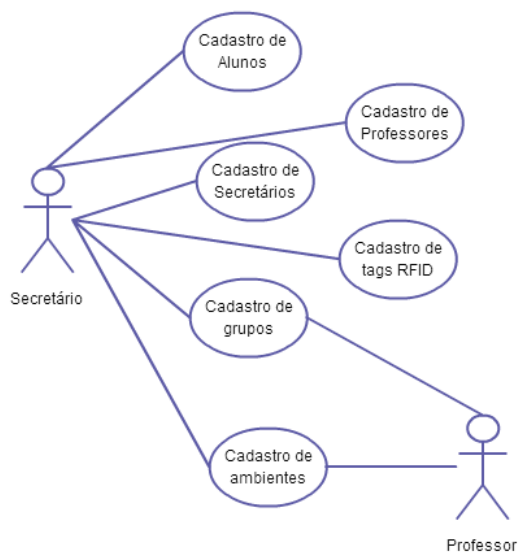 Cadastro de
Alunos
Cadastro de
Professores
Cadastro de
Secretários
Cadastro de
tags RFID
Secretário
Cadastro de
grupos
Cadastro de
ambientes
Professor